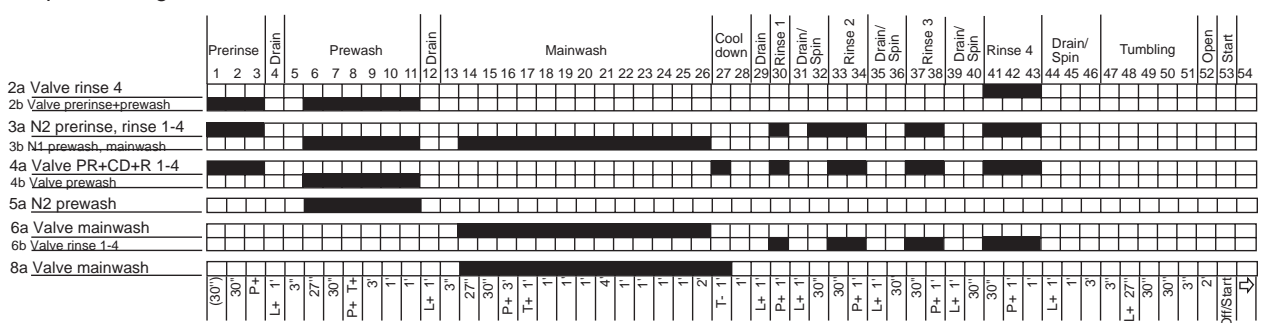 Prerinse Drain Prewash Drain Mainwash Cool down Drain Rinse 1 Drain/Spin Rinse 2 Drain/Spin Rinse 3 Drain/Spin Rinse 4 Drain/Spin Tumbling Open Start
1 2 3 4 5 6 7 8 9 10 11 12 13 14 15 16 17 18 19 20 21 22 23 24 25 26 27 28 29 30 31 32 33 34 35 36 37 38 39 40 41 42 43 44 45 46 47 48 49 50 51 52 53 54
2a Valve rinse 4
2b Valve prerinse+prewash
3a N2 prerinse, rinse 1-4
3b N1 prewash, mainwash
4a Valve PR+CD+R 1-4
4b Valve prewash
5a N2 prewash
6a Valve mainwash
6b Valve rinse 1-4
8a Valve mainwash
(30") 30" P+ L+ 1' 3" 27" 30" P+ T+ 3' 1' 1' L+ 1' 3" 27" 30" P+ 3' T+ 1' 1' 1' 1' 4' 1' 1' 1' 1' 2' T- 1' 1' L+ 1' P+ 1' L+ 1' 30" 30" P+ 1' L+ 1' 30" 30" P+ 1' L+ 1' 30" 30" P+ 1' 1' L+ 1' 1' 3' 3" L+ 27" 30" 30" 3" 2' Off/Start